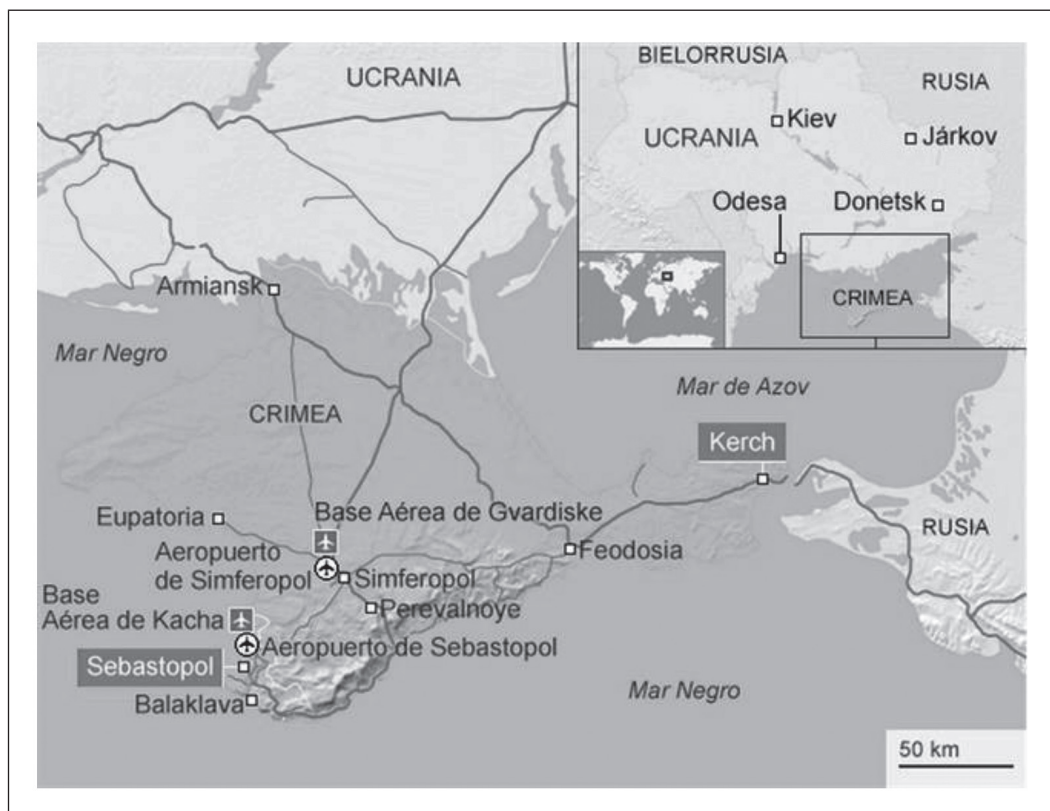 UCRANIA
BIELORRUSIA
RUSIA
Kiev
UCRANIA
Járkov
Odesa
Donetsk
CRIMEA
Armiansk
Mar Negro
Mar de Azov
CRIMEA
Kerch
Eupatoria
Base Aérea de Gvardiske
RUSIA
Aeropuerto
de Simferopol
Feodosia
Simferopol
Base
Aérea de Kacha
Perevalnoye
Aeropuerto de Sebastopol
Sebastopol
Mar Negro
Balaklava
50 km